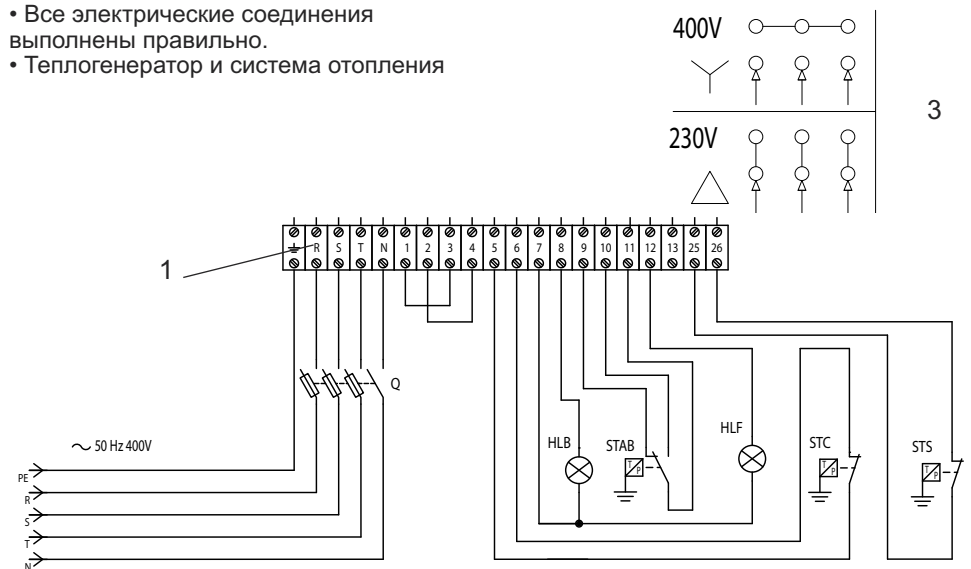 • Все электрические соединения
выполнены правильно.
• Теплогенератор и система отопления
400V
3
230V
R S T N 1 2 3 4 5 6 7 8 9 10 11 12 13 25 26
1
Q
50 Hz 400V
HLB STAB HLF STC STS
T P T P T P
PE
R
S
T
N